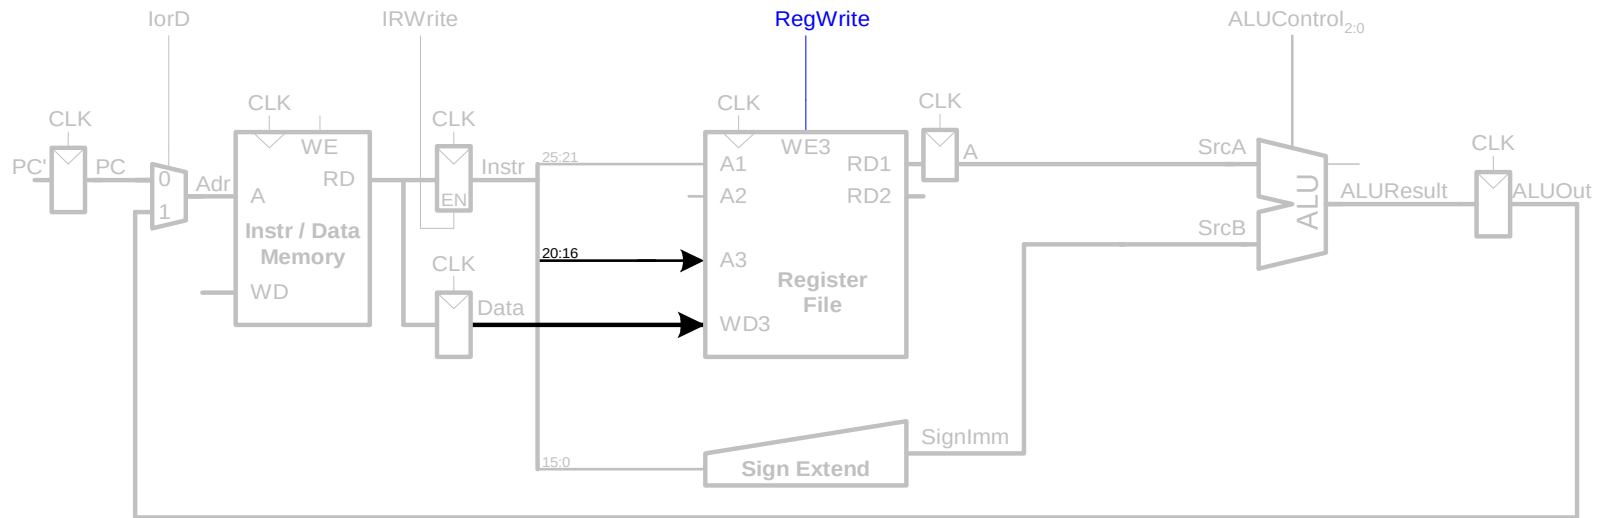 IorD
IRWrite
RegWrite
ALUControl2:0
CLK
CLK
CLK
CLK
CLK
CLK
PC'
PC
0
1
Adr
WE
RD
A
Instr / Data
Memory
WD
EN
Instr
CLK
Data
25:21
20:16
15:0
WE3
A1
RD1
A2
RD2
A3
Register
File
WD3
A
SrcA
SrcB
ALU
ALUResult
ALUOut
Sign Extend
SignImm